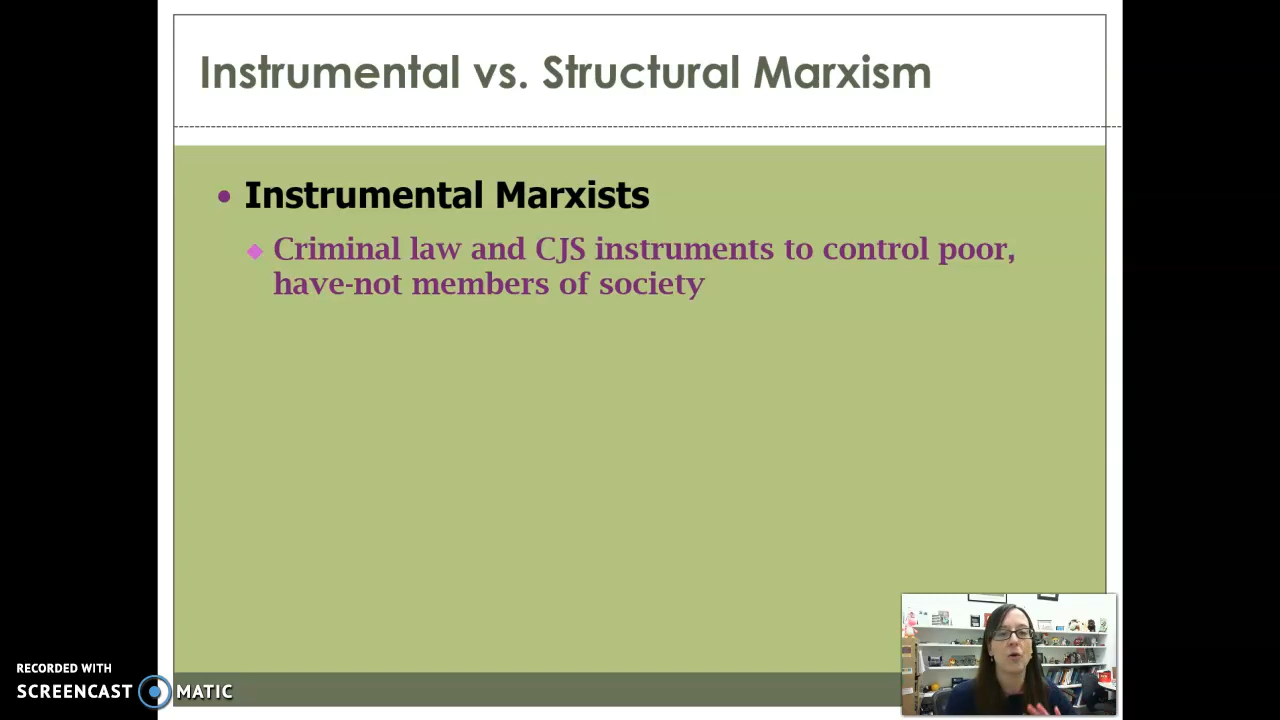 Instrumental vs. Structural Marxism
Instrumental Marxists
Criminal law and CJS instruments to control poor,
have-not members of society
RECORDED WITH
SCREENCAST MATIC